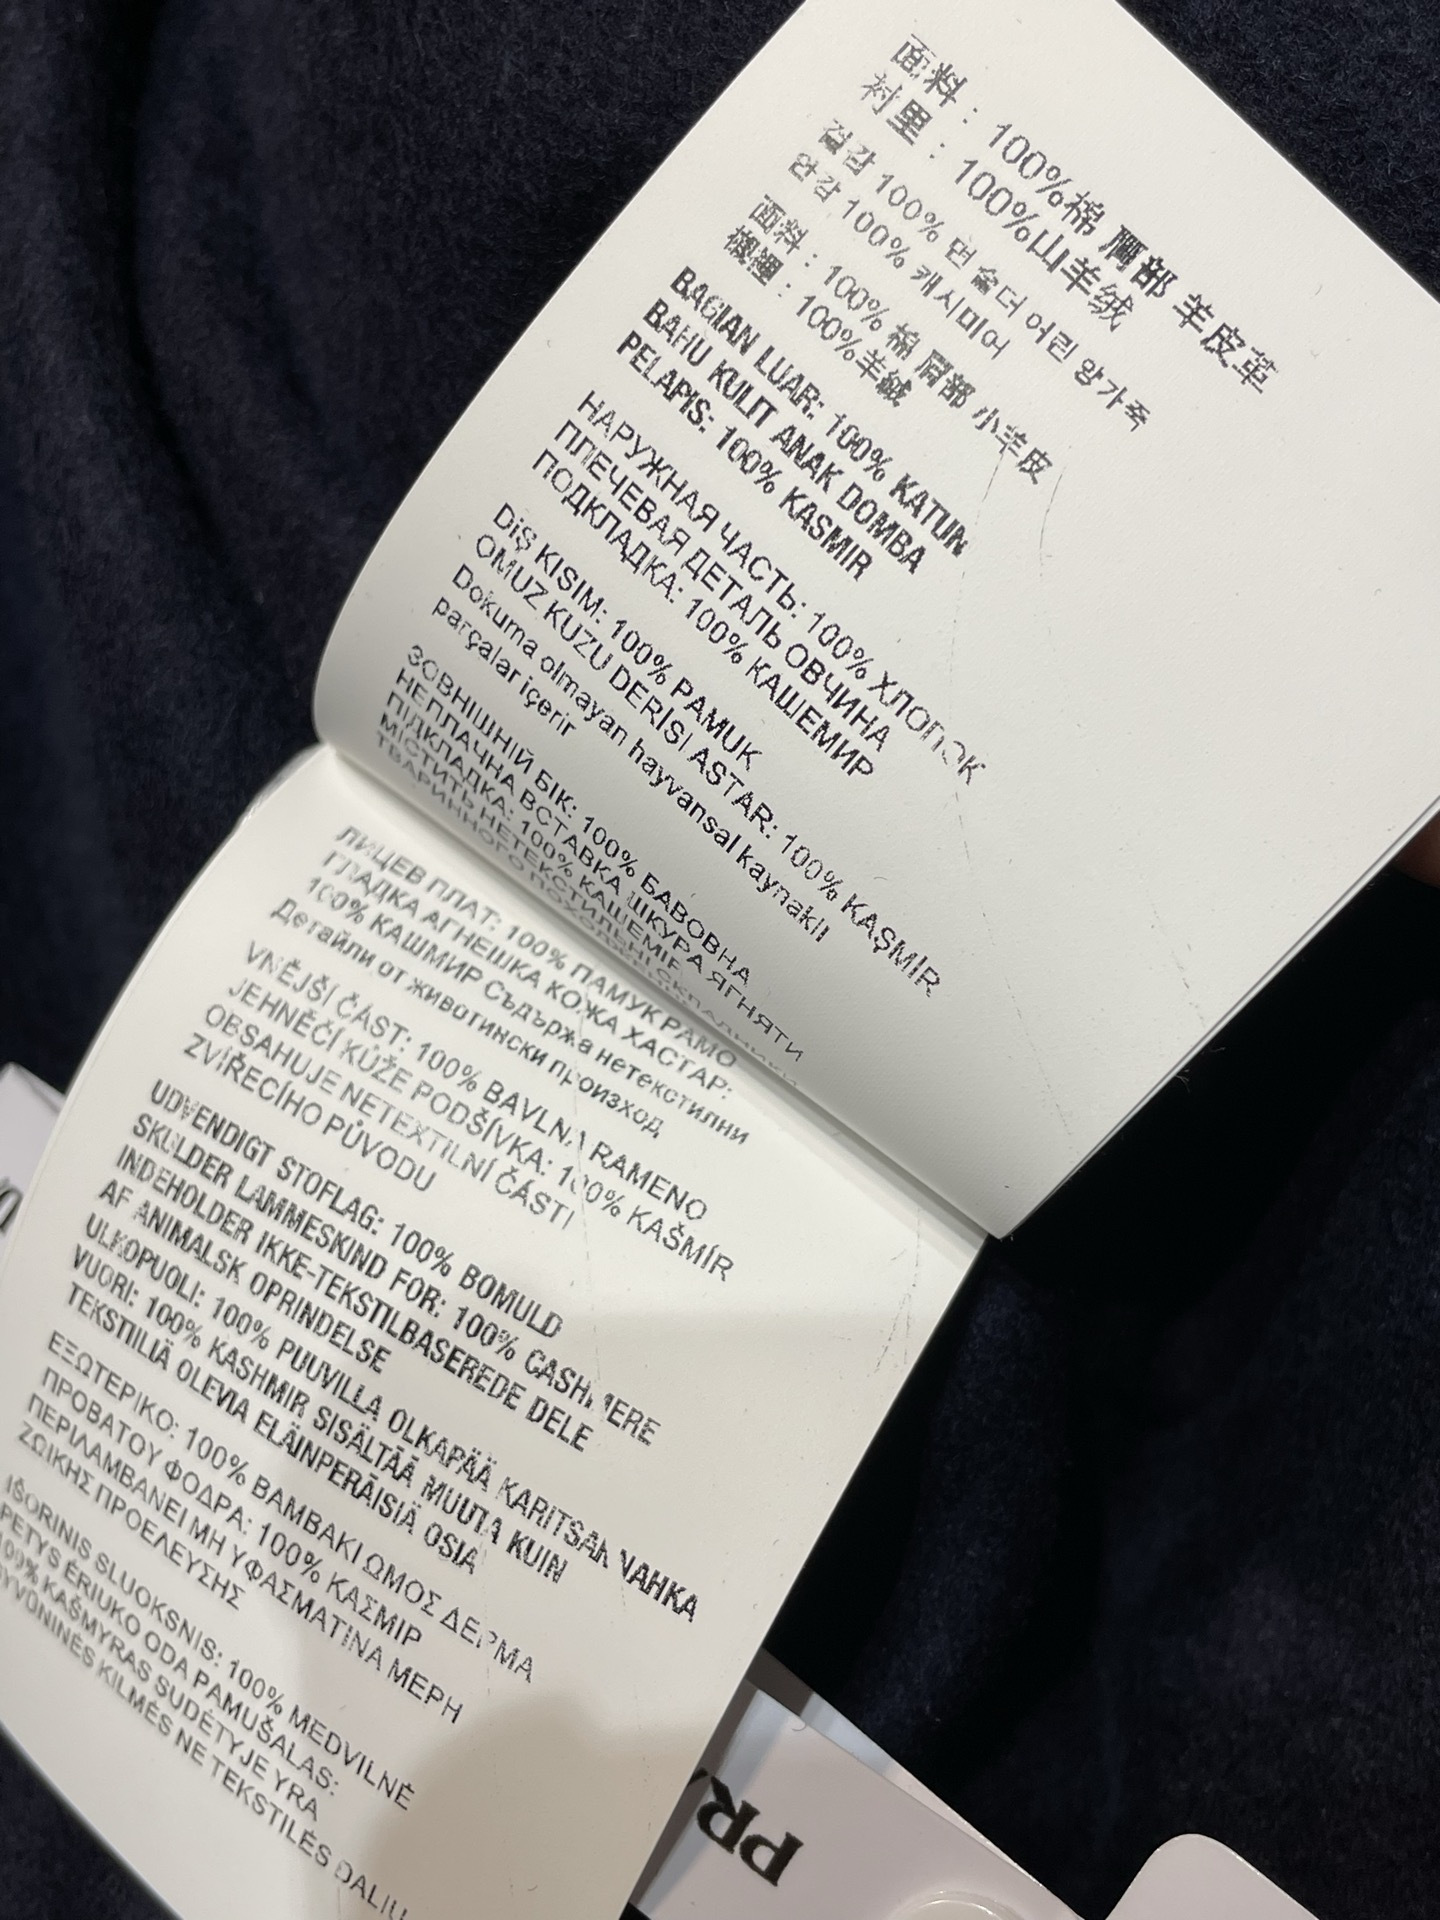 面料：100%棉 肩部 羊皮革
衬里：100%山羊绒
겉감 100% 면 숄더 어린 양가죽
안감 100% 캐시미어
面料：100% 棉 肩部 小羊皮
襯裡：100%羊絨
BAGIAN LUAR: 100% KATUN
BAHU KULIT ANAK DOMBA
PELAPIS: 100% KASMIR
НАРУЖНАЯ ЧАСТЬ: 100% ХЛОПОК
ПЛЕЧЕВАЯ ДЕТАЛЬ ОВЧИНА
ПОДКЛАДКА: 100% КАШЕМИР
DIŞ KISIM: 100% PAMUK
OMUZ KUZU DERİSİ ASTAR: 100% KAŞMİR
Dokuma olmayan hayvansal kaynaklı
parçalar içerir
ЗОВНІШНІЙ БІК: 100% БАВОВНА
НЕПЛАЧНА ВСТАВКА ШКУРА ЯГНЯТИ
ПІДКЛАДКА: 100% КАШЕМІР
МІСТИТЬ НЕТЕКСТИЛЬНІ СКЛАДНИКИ
ТВАРИННОГО ПОХОДЖЕННЯ
ЛИЦЕВ ПЛАТ: 100% ПАМУК РАМО
ГЛАДКА АГНЕШКА КОЖА ХАСТАР:
100% КАШМИР Съдържа нетекстилни
Детайли от животински произход
VNĚJŠÍ ČÁST: 100% BAVLNA RAMENO
JEHNĚČÍ KŮŽE PODŠÍVKA: 100% KAŠMÍR
OBSAHUJE NETEXTILNÍ ČÁSTI
ZVÍŘECÍHO PŮVODU
UDVENDIGT STOFLAG: 100% BOMULD
SKULDER LAMMESKIND FOR: 100% CASHMERE
INDEHOLDER IKKE-TEKSTILBASEREDE DELE
AF ANIMALSK OPRINDELSE
ULKOPUOLI: 100% PUUVILLA OLKAPÄÄ KARITSAN NAHKA
VUORI: 100% KASHMIR SISÄLTÄÄ MUUTA KUIN
TEKSTIILIÄ OLEVIA ELÄINPERÄISIÄ OSIA
ΕΞΩΤΕΡΙΚΟ: 100% ΒΑΜΒΑΚΙ ΩΜΟΣ ΔΕΡΜΑ
ΠΡΟΒΑΤΟΥ ΦΟΔΡΑ: 100% ΚΑΣΜΙΡ
ΠΕΡΙΛΑΜΒΑΝΕΙ ΜΗ ΥΦΑΣΜΑΤΙΝΑ ΜΕΡΗ
ΖΩΙΚΗΣ ΠΡΟΕΛΕΥΣΗΣ
IŠORINIS SLUOKSNIS: 100% MEDVILNĖ
PETYS ĖRIUKO ODA PAMUŠALAS:
100% KAŠMYRAS SUDĖTYJE YRA
GYVŪNINĖS KILMĖS NE TEKSTILĖS DALIŲ
PR